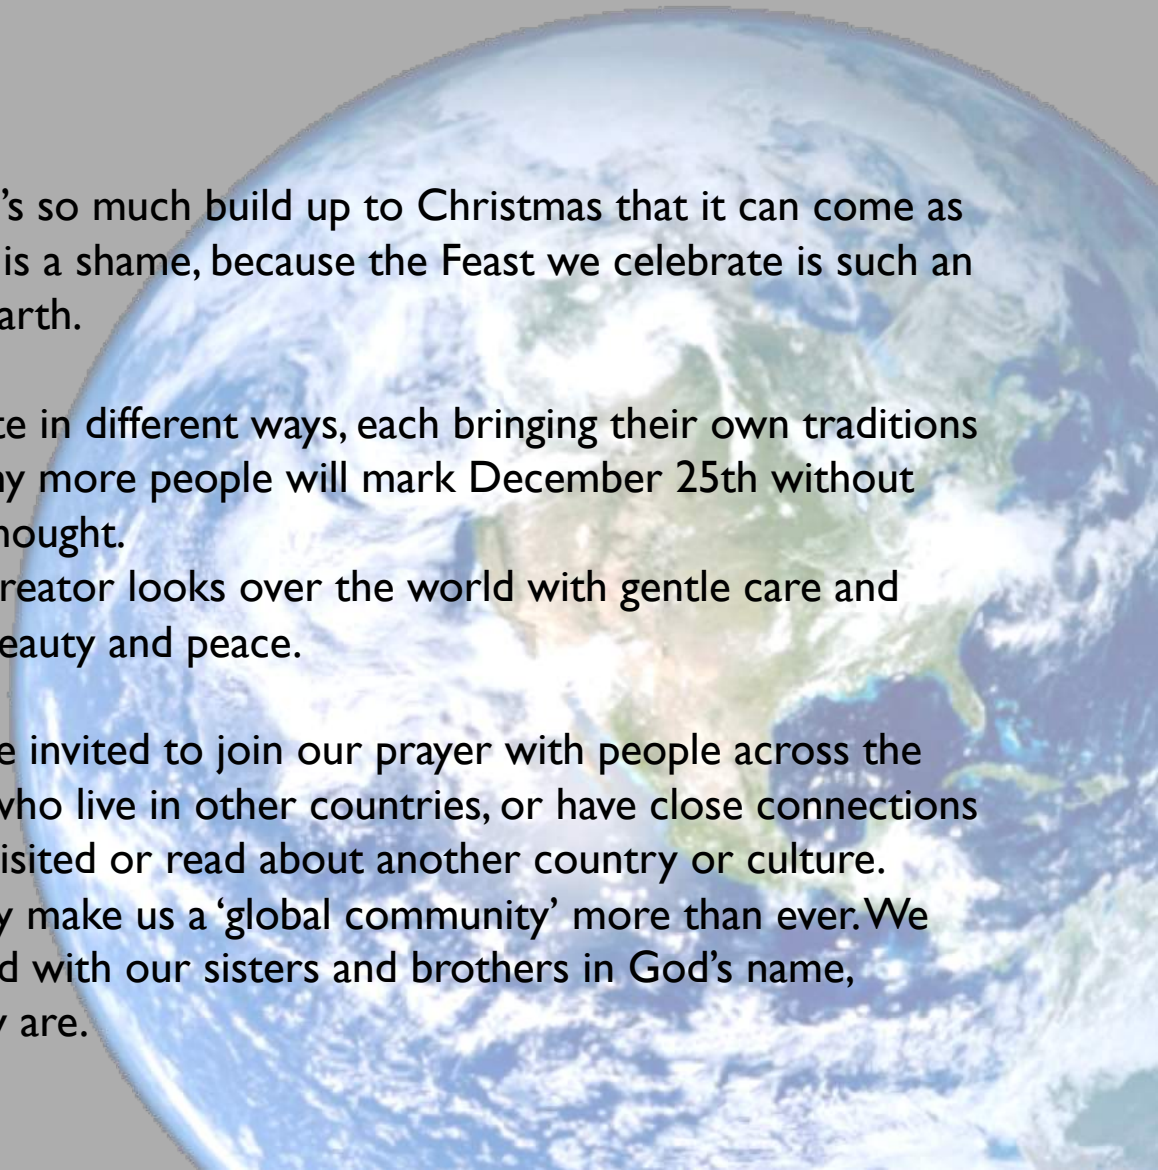 ’s so much build up to Christmas that it can come as
is a shame, because the Feast we celebrate is such an
arth.
te in different ways, each bringing their own traditions
ny more people will mark December 25th without
hought.
reator looks over the world with gentle care and
eauty and peace.
e invited to join our prayer with people across the
who live in other countries, or have close connections
isited or read about another country or culture.
y make us a ‘global community’ more than ever. We
d with our sisters and brothers in God’s name,
y are.